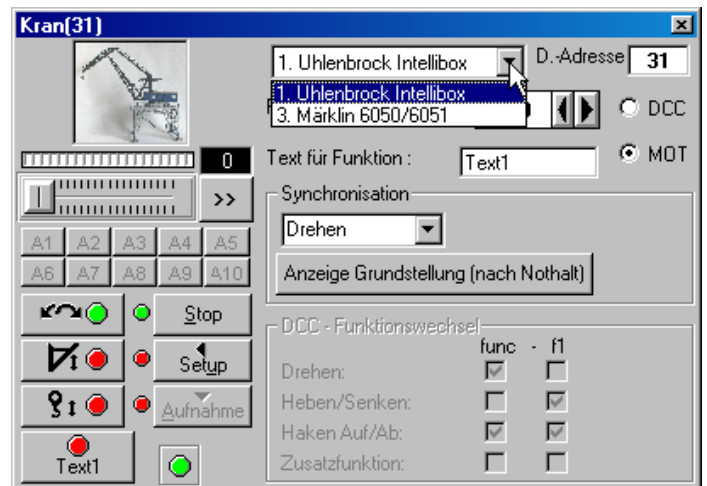 Kran(31)
1. Uhlenbrock Intellibox
D.-Adresse
31
1. Uhlenbrock Intellibox
3. Märklin 6050/6051
DCC
MOT
0
Text für Funktion :
Text1
>>
Synchronisation
Drehen
Anzeige Grundstellung (nach Nothalt)
A1 A2 A3 A4 A5
A6 A7 A8 A9 A10
Stop
Setup
Aufnahme
Text1
DCC - Funktionswechsel
func - f1
Drehen:
Heben/Senken:
Haken Auf/Ab:
Zusatzfunktion: